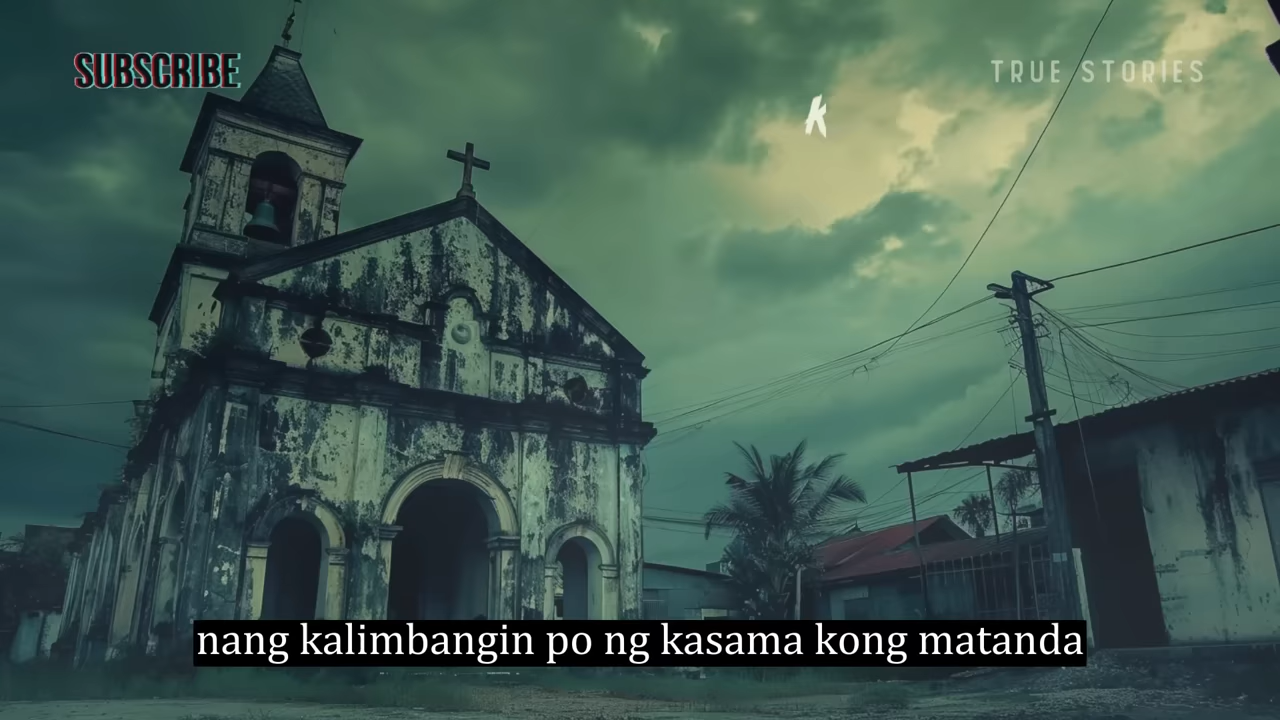 SUBSCRIBE
TRUE STORIES
K
nang kalimbangin po ng kasama kong matanda